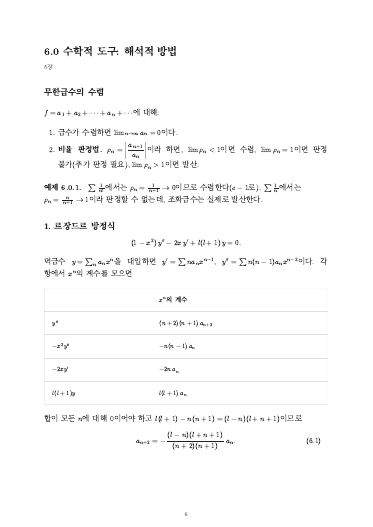 6.0 수학적 도구: 해석적 방법
6장
무한급수의 수렴
f = a₁ + a₂ + ⋯ + aₙ + ⋯ 에 대해:
1. 급수가 수렴하면 lim n→∞ aₙ = 0이다.
2. 비율 판정법. ρₙ = |aₙ₊₁/aₙ|이라 하면, lim ρₙ < 1이면 수렴, lim ρₙ = 1이면 판정
불가(추가 판정 필요), lim ρₙ > 1이면 발산.
예제 6.0.1. ∑ 1/n! 에서는 ρₙ = 1/(n+1) → 0이므로 수렴한다(e − 1로). ∑ 1/n 에서는
ρₙ = n/(n+1) → 1이라 판정할 수 없는데, 조화급수는 실제로 발산한다.
1. 르장드르 방정식
(1 − x²) y″ − 2x y′ + l(l + 1) y = 0.
멱급수 y = ∑ₙ aₙxⁿ을 대입하면 y′ = ∑ naₙxⁿ⁻¹, y″ = ∑ n(n − 1)aₙxⁿ⁻²이다. 각
항에서 xⁿ의 계수를 모으면
xⁿ의 계수
y″ (n + 2)(n + 1) aₙ₊₂
−x²y″ −n(n − 1) aₙ
−2xy′ −2n aₙ
l(l + 1)y l(l + 1) aₙ
합이 모든 n에 대해 0이어야 하고 l(l + 1) − n(n + 1) = (l − n)(l + n + 1)이므로
aₙ₊₂ = − (l − n)(l + n + 1)/(n + 2)(n + 1) aₙ. (6.1)
6